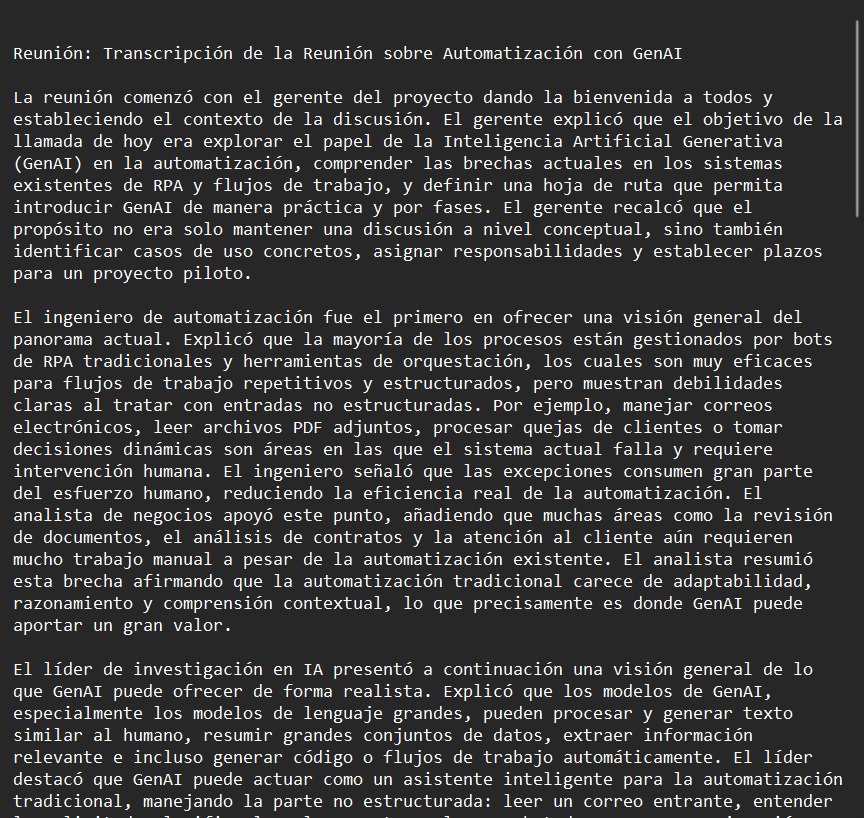 Reunión: Transcripción de la Reunión sobre Automatización con GenAI
La reunión comenzó con el gerente del proyecto dando la bienvenida a todos y
estableciendo el contexto de la discusión. El gerente explicó que el objetivo de la
llamada de hoy era explorar el papel de la Inteligencia Artificial Generativa
(GenAI) en la automatización, comprender las brechas actuales en los sistemas
existentes de RPA y flujos de trabajo, y definir una hoja de ruta que permita
introducir GenAI de manera práctica y por fases. El gerente recalcó que el
propósito no era solo mantener una discusión a nivel conceptual, sino también
identificar casos de uso concretos, asignar responsabilidades y establecer plazos
para un proyecto piloto.
El ingeniero de automatización fue el primero en ofrecer una visión general del
panorama actual. Explicó que la mayoría de los procesos están gestionados por bots
de RPA tradicionales y herramientas de orquestación, los cuales son muy eficaces
para flujos de trabajo repetitivos y estructurados, pero muestran debilidades
claras al tratar con entradas no estructuradas. Por ejemplo, manejar correos
electrónicos, leer archivos PDF adjuntos, procesar quejas de clientes o tomar
decisiones dinámicas son áreas en las que el sistema actual falla y requiere
intervención humana. El ingeniero señaló que las excepciones consumen gran parte
del esfuerzo humano, reduciendo la eficiencia real de la automatización. El
analista de negocios apoyó este punto, añadiendo que muchas áreas como la revisión
de documentos, el análisis de contratos y la atención al cliente aún requieren
mucho trabajo manual a pesar de la automatización existente. El analista resumió
esta brecha afirmando que la automatización tradicional carece de adaptabilidad,
razonamiento y comprensión contextual, lo que precisamente es donde GenAI puede
aportar un gran valor.
El líder de investigación en IA presentó a continuación una visión general de lo
que GenAI puede ofrecer de forma realista. Explicó que los modelos de GenAI,
especialmente los modelos de lenguaje grandes, pueden procesar y generar texto
similar al humano, resumir grandes conjuntos de datos, extraer información
relevante e incluso generar código o flujos de trabajo automáticamente. El líder
destacó que GenAI puede actuar como un asistente inteligente para la automatización
tradicional, manejando la parte no estructurada: leer un correo entrante, entender